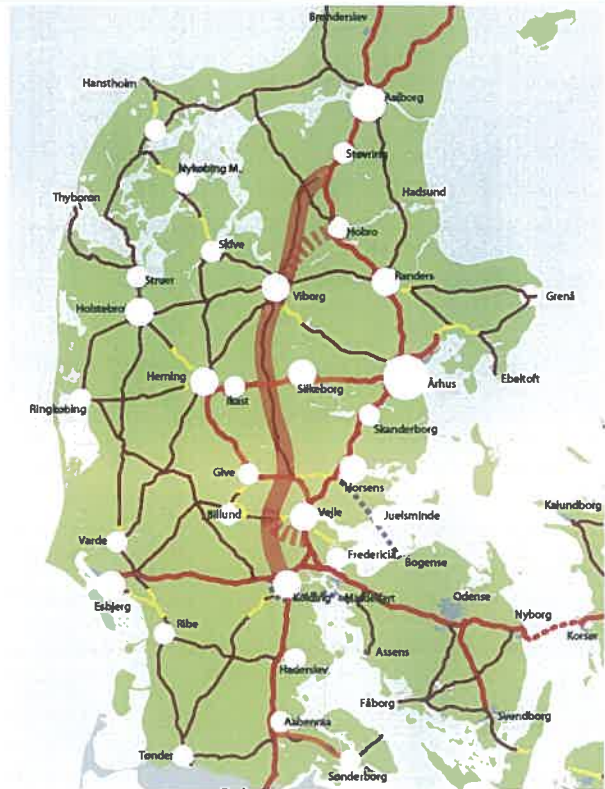 Brønderslev
Hanstholm
Aalborg
Støvring
Nykøbing M.
Hadsund
Thyborøn
Hobro
Skive
Struer
Randers
Viborg
Grenå
Holstebro
Herning
Silkeborg
Århus
Ebeltoft
Ikast
Ringkøbing
Skanderborg
Give
Horsens
Billund
Vejle
Juelsminde
Kalundborg
Varde
Fredericia
Bogense
Esbjerg
Kolding
Odense
Nyborg
Ribe
Korsør
Assens
Haderslev
Fåborg
Aabenraa
Svendborg
Tønder
Sønderborg